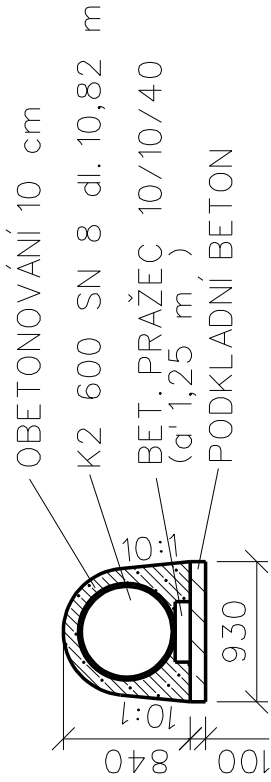 OBETONOVÁNÍ 10 cm
K2 600 SN 8 dl. 10,82 m
BET. PRAŽEC 10/10/40
(a' 1,25 m )
PODKLADNÍ BETON
10:1
10:1
930
840
100